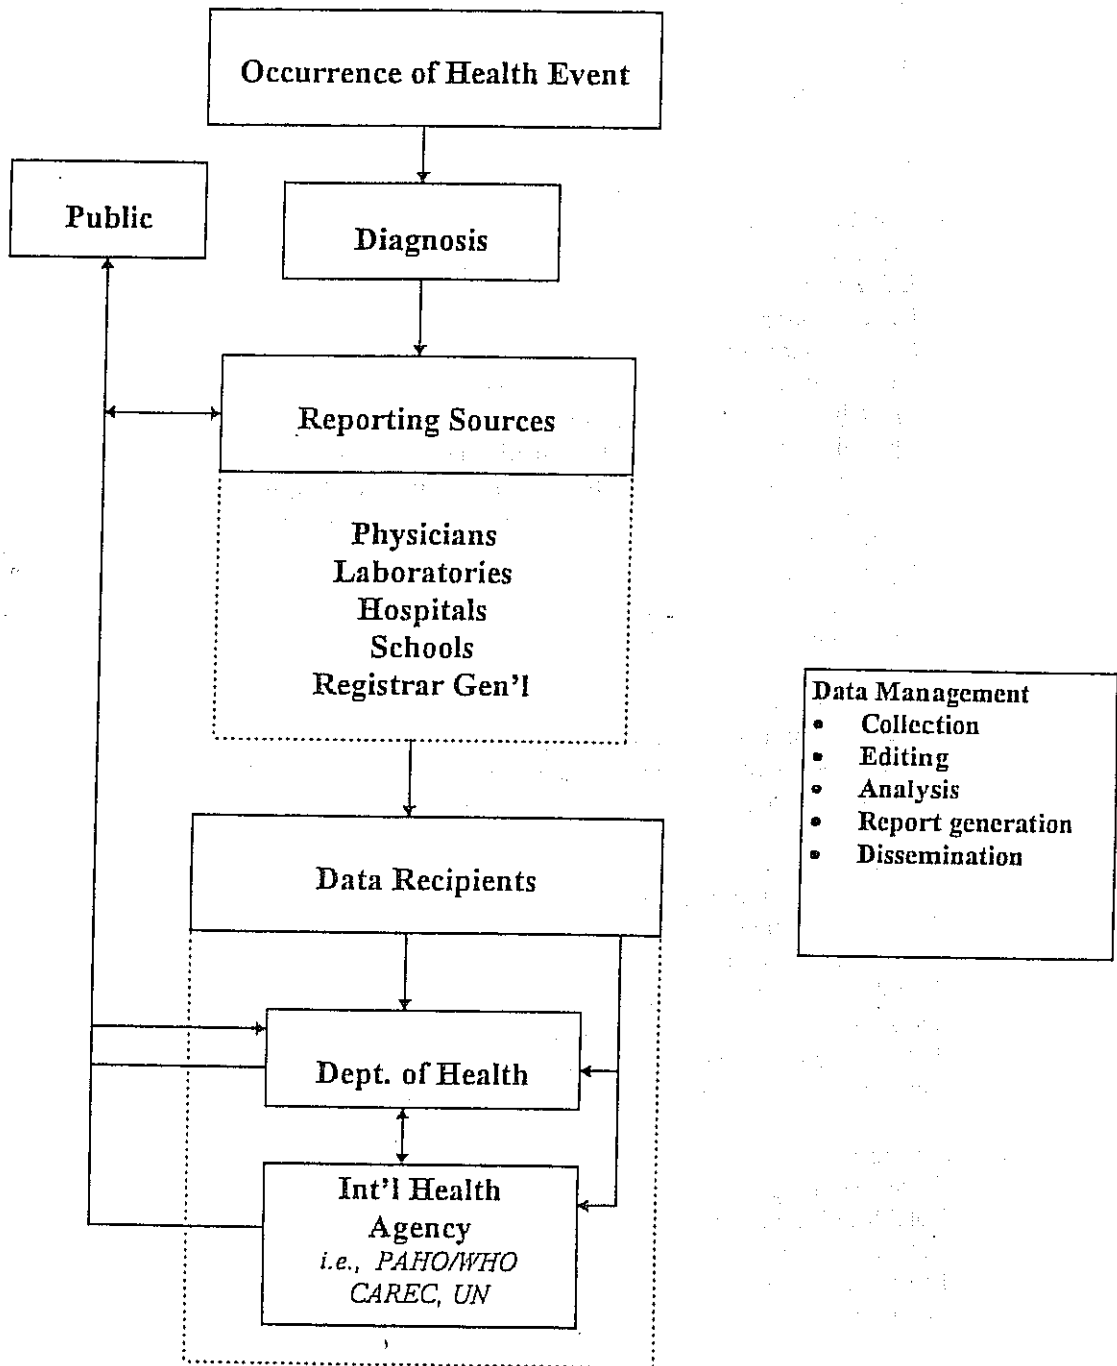 Occurrence of Health Event
Public
Diagnosis
Reporting Sources
Physicians
Laboratories
Hospitals
Schools
Registrar Gen'l
Data Management
• Collection
• Editing
• Analysis
• Report generation
• Dissemination
Data Recipients
Dept. of Health
Int'l Health
Agency
i.e., PAHO/WHO
CAREC, UN